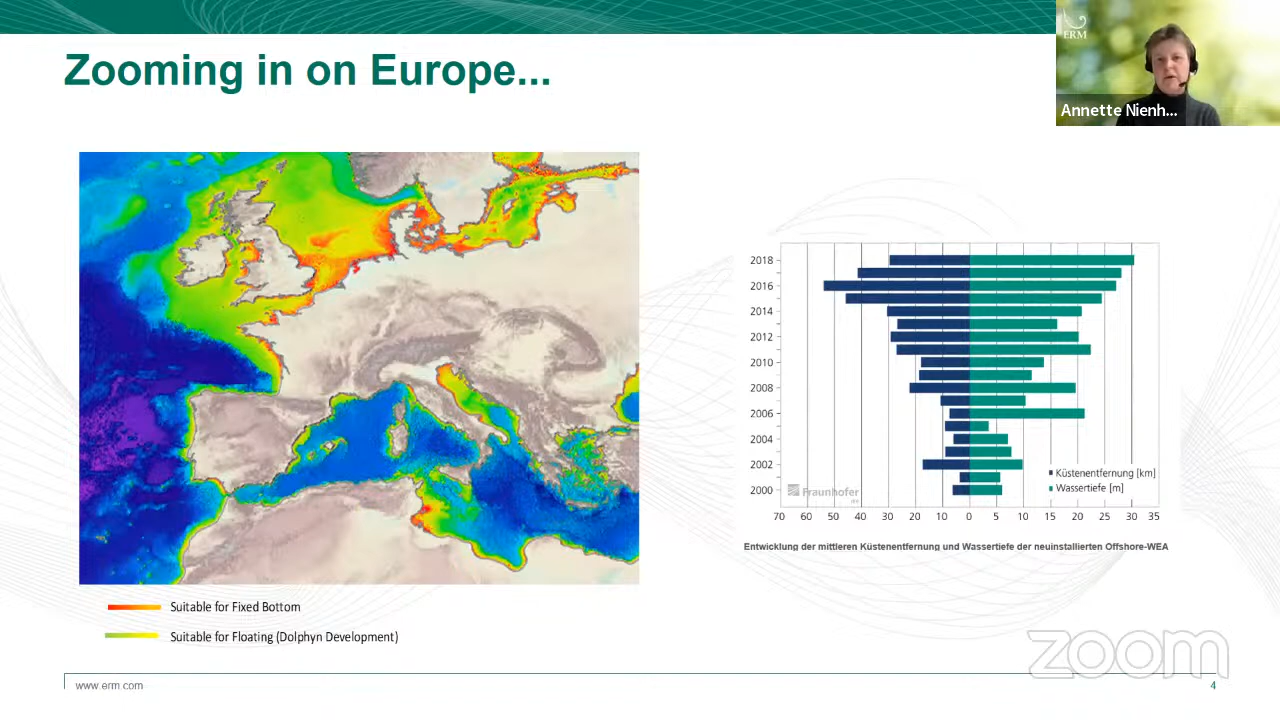 Zooming in on Europe...
ERM
Annette Nienh...
2018
2016
2014
2012
2010
2008
2006
2004
2002
2000
Küstenentfernung [km]
Wassertiefe [m]
Fraunhofer
70 60 50 40 30 20 10 0 5 10 15 20 25 30 35
Entwicklung der mittleren Küstenentfernung und Wassertiefe der neuinstallierten Offshore-WEA
Suitable for Fixed Bottom
Suitable for Floating (Dolphyn Development)
zoom
www.erm.com
4